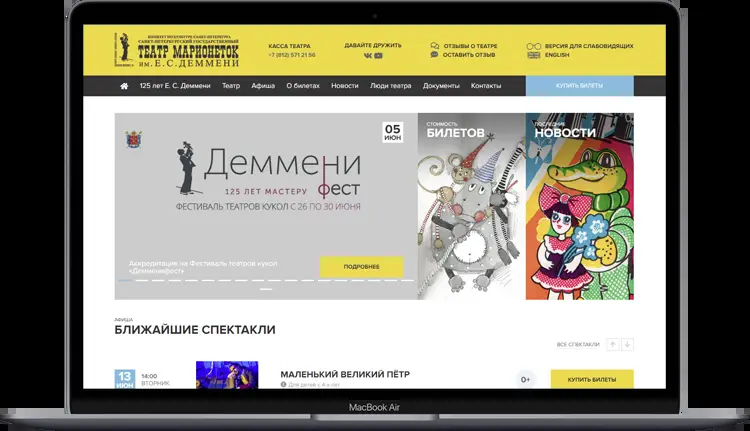 КОМИТЕТ ПО КУЛЬТУРЕ САНКТ-ПЕТЕРБУРГА
САНКТ-ПЕТЕРБУРГСКИЙ ГОСУДАРСТВЕННЫЙ
ТЕАТР МАРИОНЕТОК
ИМ. Е. С. ДЕММЕНИ
КАССА ТЕАТРА
+7 (812) 571 21 56
ДАВАЙТЕ ДРУЖИТЬ
ОТЗЫВЫ О ТЕАТРЕ
ОСТАВИТЬ ОТЗЫВ
ВЕРСИЯ ДЛЯ СЛАБОВИДЯЩИХ
ENGLISH
125 лет Е. С. Деммени Театр Афиша О билетах Новости Люди театра Документы Контакты
КУПИТЬ БИЛЕТЫ
05
ИЮН
Деммени
фест
125 ЛЕТ МАСТЕРУ
ФЕСТИВАЛЬ ТЕАТРОВ КУКОЛ С 26 ПО 30 ИЮНЯ
Аккредитация на Фестиваль театров кукол
«Демменифест»
ПОДРОБНЕЕ
СТОИМОСТЬ
БИЛЕТОВ
ПОСЛЕДНИЕ
НОВОСТИ
АФИША
БЛИЖАЙШИЕ СПЕКТАКЛИ
ВСЕ СПЕКТАКЛИ
13
ИЮН
14:00
ВТОРНИК
МАЛЕНЬКИЙ ВЕЛИКИЙ ПЁТР
Для детей с 4-х лет
0+
КУПИТЬ БИЛЕТЫ
MacBook Air